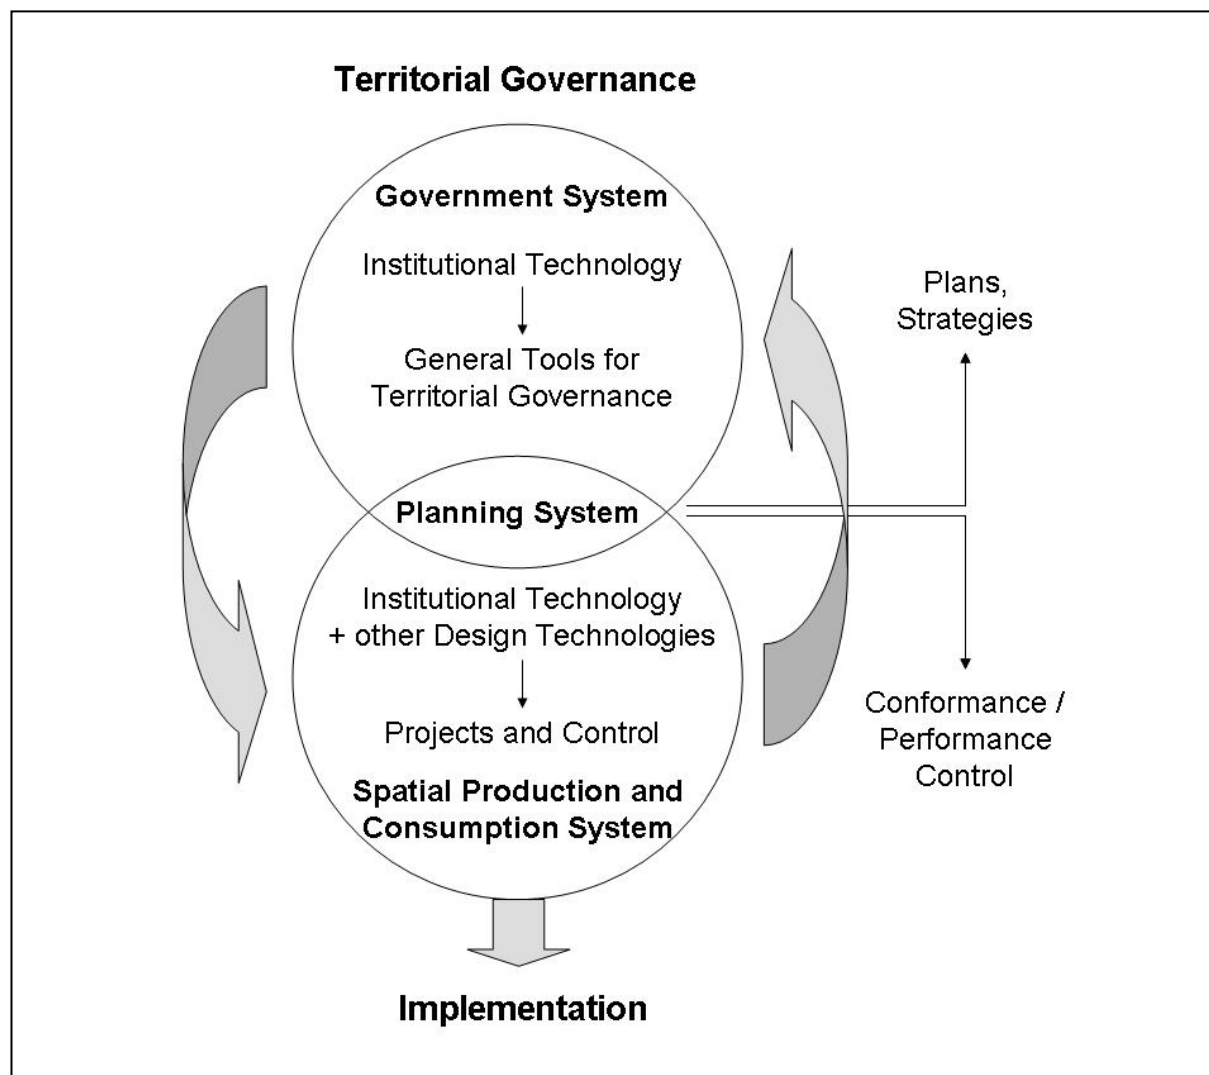 Territorial Governance
Government System
Institutional Technology
General Tools for
Territorial Governance
Planning System
Institutional Technology
+ other Design Technologies
Projects and Control
Spatial Production and
Consumption System
Plans,
Strategies
Conformance /
Performance
Control
Implementation